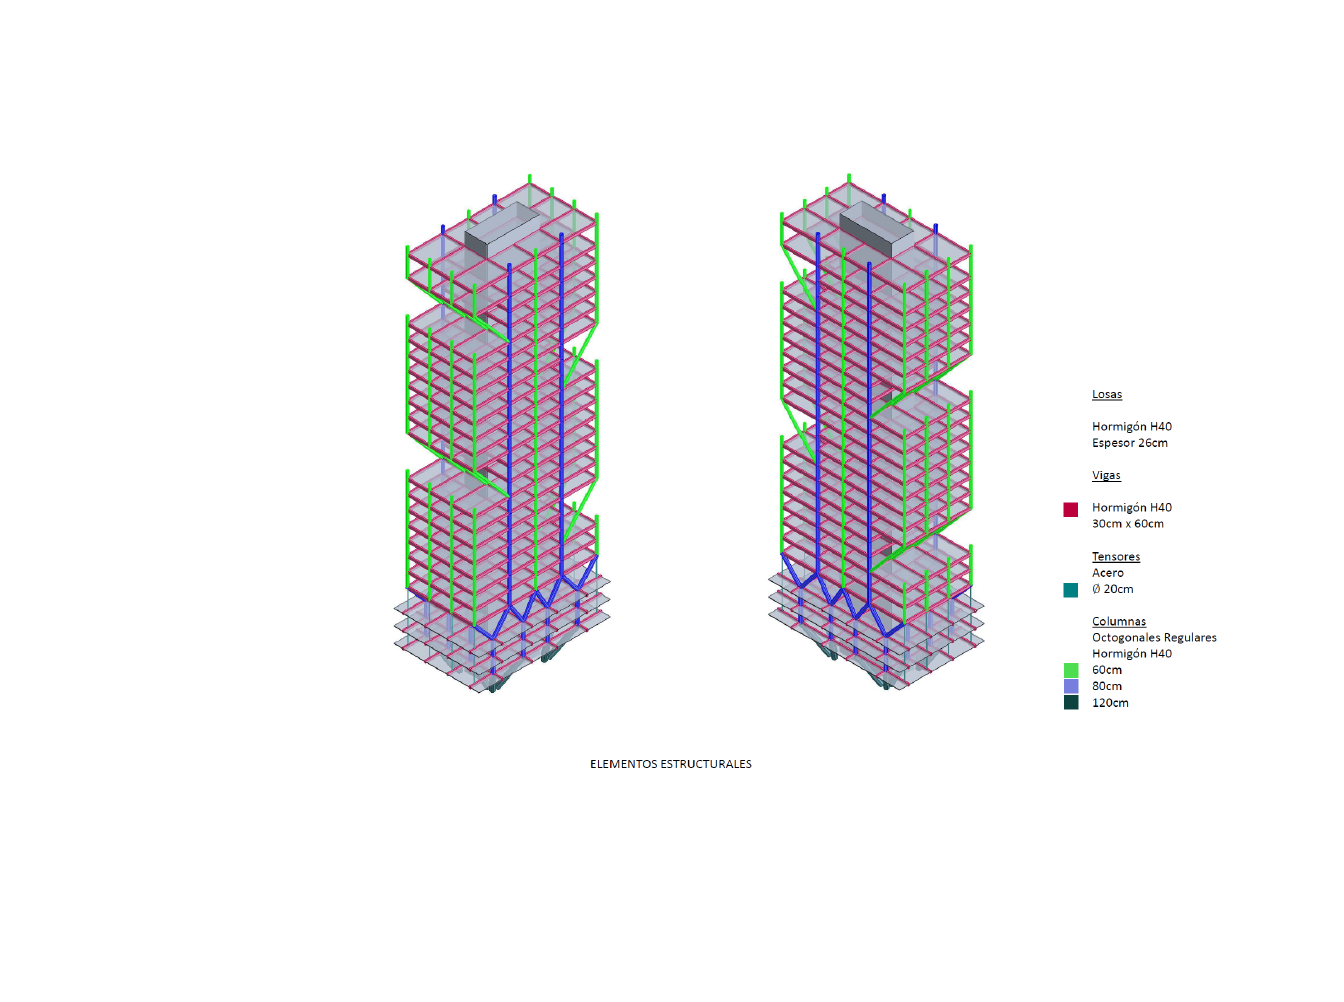 Losas
Hormigón H40
Espesor 26cm
Vigas
Hormigón H40
30cm x 60cm
Tensores
Acero
Ø 20cm
Columnas
Octogonales Regulares
Hormigón H40
60cm
80cm
120cm
ELEMENTOS ESTRUCTURALES